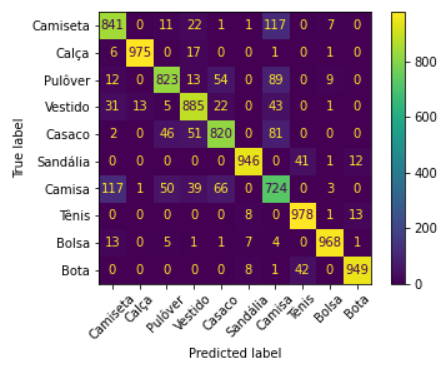 True label
Camiseta 841 0 11 22 1 1 117 0 7 0
Calça 6 975 0 17 0 0 1 0 1 0
Pulôver 12 0 823 13 54 0 89 0 9 0
Vestido 31 13 5 885 22 0 43 0 1 0
Casaco 2 0 46 51 820 0 81 0 0 0
Sandália 0 0 0 0 0 946 0 41 1 12
Camisa 117 1 50 39 66 0 724 0 3 0
Tênis 0 0 0 0 0 8 0 978 1 13
Bolsa 13 0 5 1 1 7 4 0 968 1
Bota 0 0 0 0 0 8 1 42 0 949
Camiseta Calça Pulôver Vestido Casaco Sandália Camisa Tênis Bolsa Bota
Predicted label
800
600
400
200
0